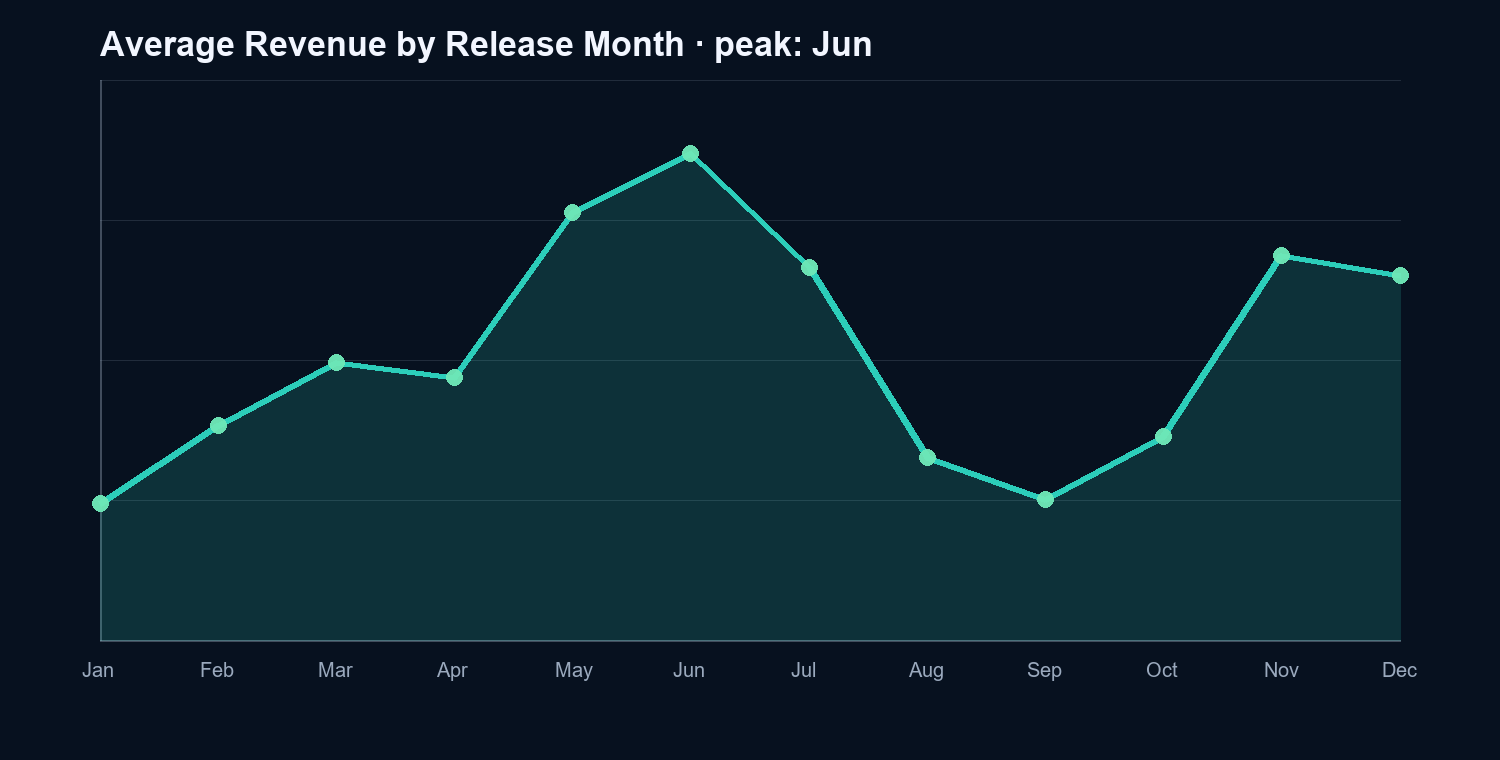 Average Revenue by Release Month · peak: Jun
Jan Feb Mar Apr May Jun Jul Aug Sep Oct Nov Dec